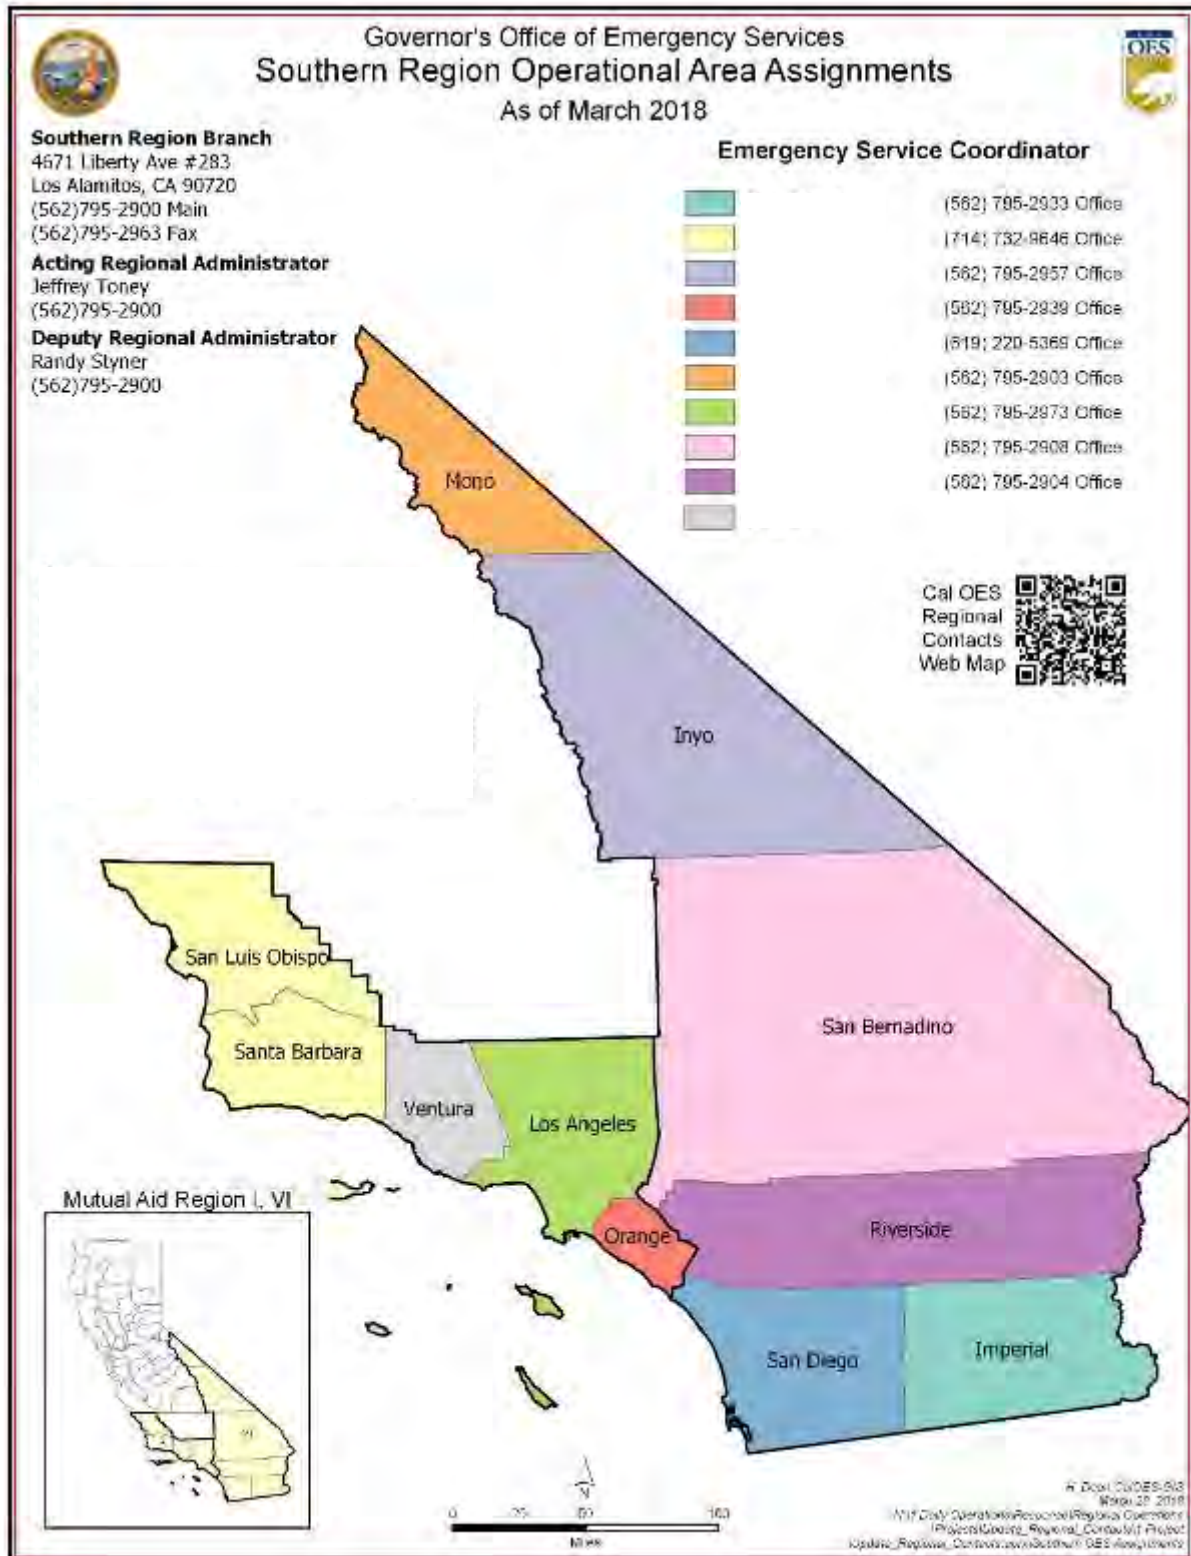 Governor's Office of Emergency Services
Southern Region Operational Area Assignments
As of March 2018
OES
Southern Region Branch
4671 Liberty Ave #283
Los Alamitos, CA 90720
(562)795-2900 Main
(562)795-2963 Fax
Acting Regional Administrator
Jeffrey Toney
(562)795-2900
Deputy Regional Administrator
Randy Styner
(562)795-2900
Emergency Service Coordinator
(562) 795-2933 Office
(714) 732-9646 Office
(562) 795-2957 Office
(562) 795-2939 Office
(619) 220-5369 Office
(562) 795-2903 Office
(562) 795-2973 Office
(562) 795-2908 Office
(562) 795-2904 Office
Cal OES
Regional
Contacts
Web Map
Mono
Inyo
San Luis Obispo
San Bernadino
Santa Barbara
Ventura
Los Angeles
Mutual Aid Region I, VI
Orange
Riverside
San Diego
Imperial
N
0 25 50 100
Miles
March 28, 2018